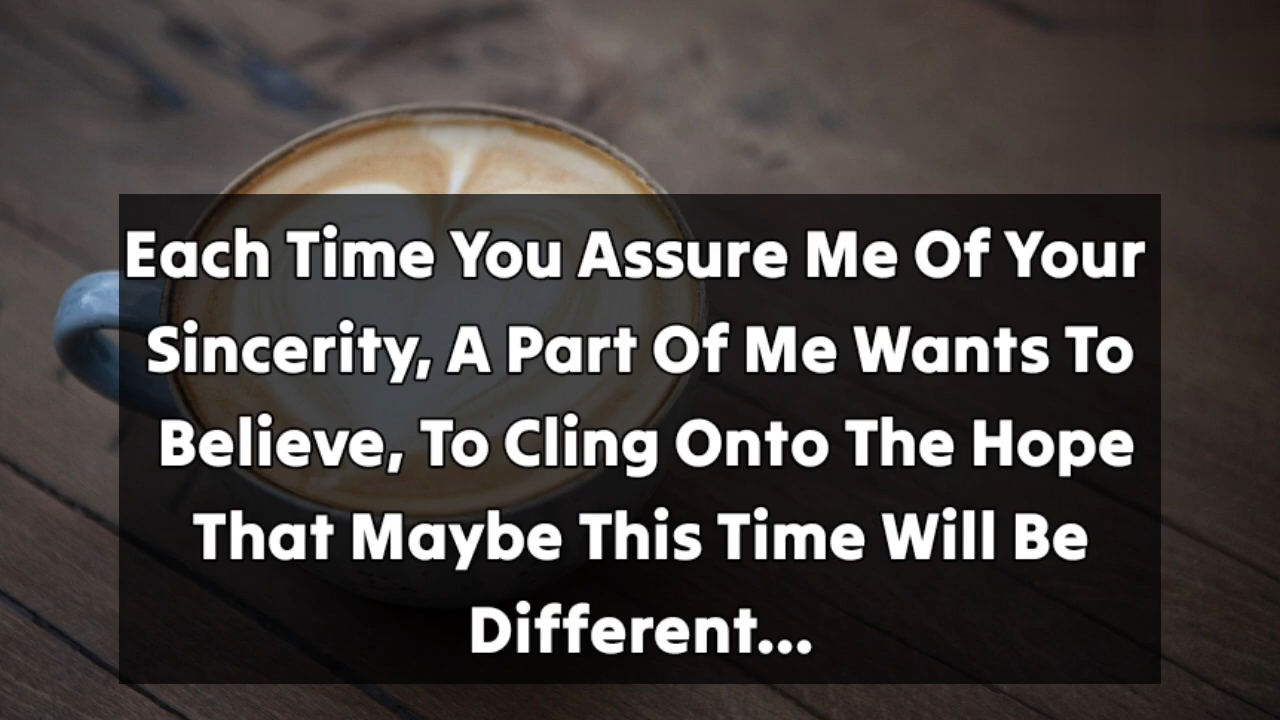 Each Time You Assure Me Of Your
Sincerity, A Part Of Me Wants To
Believe, To Cling Onto The Hope
That Maybe This Time Will Be
Different...